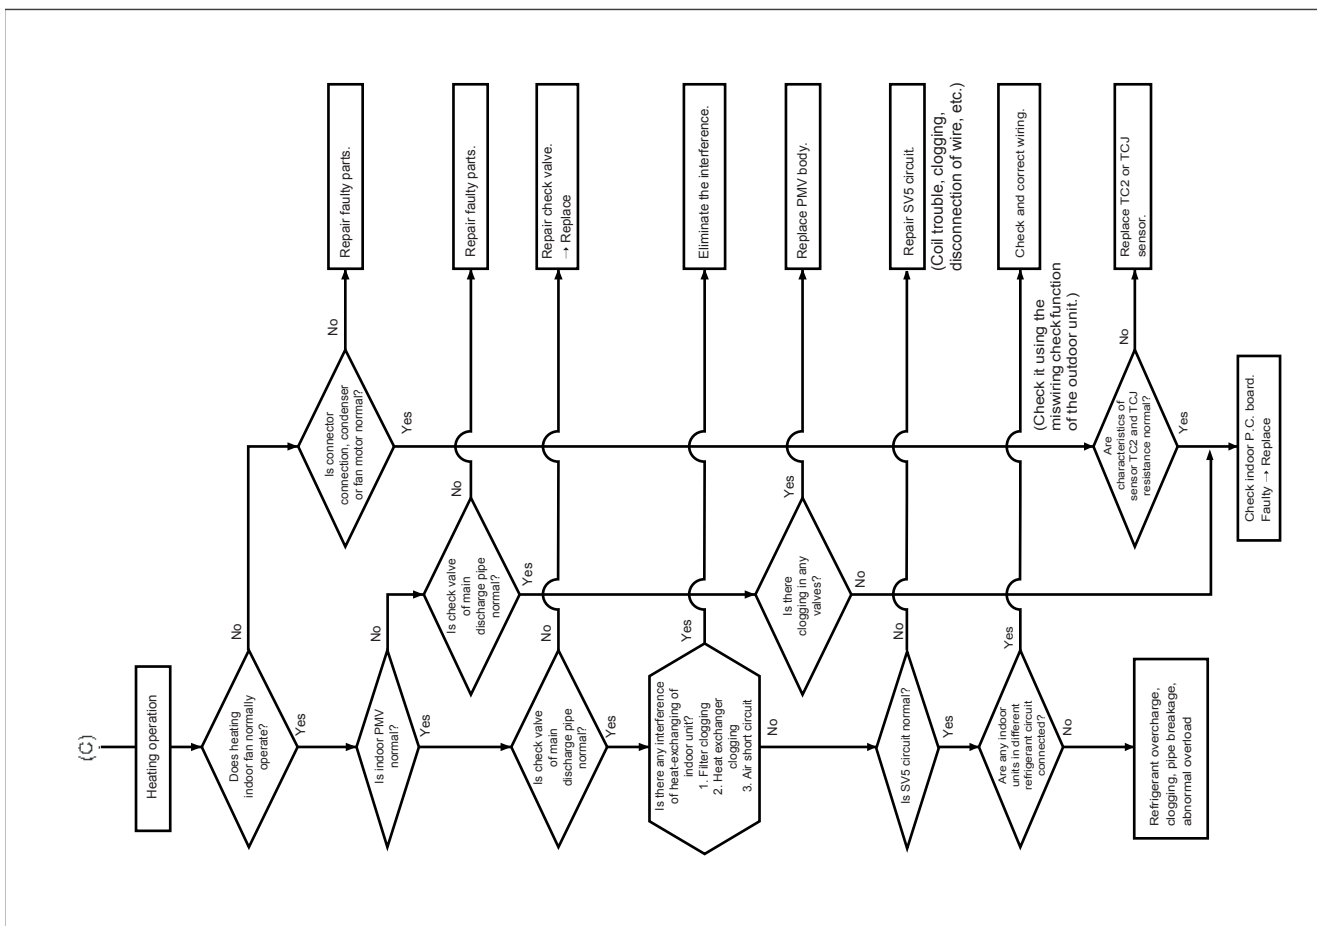 (C)
Heating operation
Does heating
indoor fan normally
operate?
No
Yes
Is connector
connection, condenser
or fan motor normal?
No
Repair faulty parts.
Yes
Is indoor PMV
normal?
No
Yes
Is check valve
of main
discharge pipe
normal?
No
Repair faulty parts.
Yes
Is check valve
of main
discharge pipe
normal?
No
Repair check valve.
→ Replace
Yes
Is there any interference
of heat-exchanging of
indoor unit?
1. Filter clogging
2. Heat exchanger
clogging
3. Air short circuit
Yes
Eliminate the interference.
No
Is there
clogging in any
valves?
Yes
Replace PMV body.
No
Is SV5 circuit normal?
No
Repair SV5 circuit.
(Coil trouble, clogging,
disconnection of wire, etc.)
Yes
Are any indoor
units in different
refrigerant circuit
connected?
Yes
Check and correct wiring.
(Check it using the
miswiring check function
of the outdoor unit.)
No
Are
characteristics of
sensor TC2 and TCJ
resistance normal?
No
Replace TC2 or TCJ
sensor.
Yes
Refrigerant overcharge,
clogging, pipe breakage,
abnormal overload
Check indoor P.C. board.
Faulty → Replace